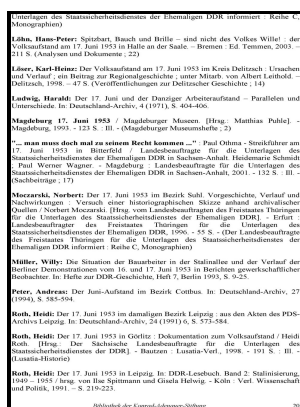 Unterlagen des Staatssicherheitsdienstes der Ehemaligen DDR informiert : Reihe C,
Monographien)
Löhn, Hans-Peter: Spitzbart, Bauch und Brille – sind nicht des Volkes Wille! : der
Volksaufstand am 17. Juni 1953 in Halle an der Saale. – Bremen : Ed. Temmen, 2003. –
211 S. (Analysen und Dokumente ; 22)
Löser, Karl-Heinz: Der Volksaufstand am 17. Juni 1953 im Kreis Delitzsch : Ursachen
und Verlauf ; ein Beitrag zur Regionalgeschichte ; unter Mitarb. von Albert Leithold. –
Delitzsch, 1998. – 47 S. (Veröffentlichungen zur Delitzscher Geschichte ; 14)
Ludwig, Harald: Der 17. Juni und der Danziger Arbeiteraufstand – Parallelen und
Unterschiede. In: Deutschland-Archiv, 4 (1971), S. 404-406.
Magdeburg 17. Juni 1953 / Magdeburger Museen. [Hrsg.: Matthias Puhle]. -
Magdeburg, 1993. - 123 S. : Ill. - (Magdeburger Museumshefte ; 2)
"... man muss doch mal zu seinem Recht kommen ..." : Paul Othma - Streikführer am
17. Juni 1953 in Bitterfeld / Landesbeauftragte für die Unterlagen des
Staatssicherheitsdienstes der Ehemaligen DDR in Sachsen-Anhalt. Heidemarie Schmidt
; Paul Werner Wagner. - Magdeburg : Landesbeauftragte für die Unterlagen des
Staatssicherheitsdienstes der Ehemaligen DDR in Sachsen-Anhalt, 2001. - 132 S. : Ill. -
(Sachbeiträge ; 17)
Moczarski, Norbert: Der 17. Juni 1953 im Bezirk Suhl. Vorgeschichte, Verlauf und
Nachwirkungen : Versuch einer historiographischen Skizze anhand archivalischer
Quellen / Norbert Moczarski. [Hrsg. vom Landesbeauftragten des Freistaates Thüringen
für die Unterlagen des Staatssicherheitsdienstes der Ehemaligen DDR]. - Erfurt :
Landesbeauftragter des Freistaates Thüringen für die Unterlagen des
Staatssicherheitsdienstes der Ehemaligen DDR, 1996. - 55 S. - (Der Landesbeauftragte
des Freistaates Thüringen für die Unterlagen des Staatssicherheitsdienstes der
Ehemaligen DDR informiert : Reihe C, Monographien)
Müller, Willy: Die Situation der Bauarbeiter in der Stalinallee und der Verlauf der
Berliner Demonstrationen vom 16. und 17. Juni 1953 in Berichten gewerkschaftlicher
Beobachter. In: Hefte zur DDR-Geschichte, Heft 7, Berlin 1993, S. 9-25.
Peter, Andreas: Der Juni-Aufstand im Bezirk Cottbus. In: Deutschland-Archiv, 27
(1994), S. 585-594.
Roth, Heidi: Der 17. Juni 1953 im damaligen Bezirk Leipzig : aus den Akten des PDS-
Archivs Leipzig. In: Deutschland-Archiv, 24 (1991) 6, S. 573-584.
Roth, Heidi: Der 17. Juni 1953 in Görlitz : Dokumentation zum Volksaufstand / Heidi
Roth. [Hrsg.: Der Sächsische Landesbeauftragte für die Unterlagen des
Staatssicherheitsdienstes der DDR]. - Bautzen : Lusatia-Verl., 1998. - 191 S. : Ill. -
(Lusatia-Historie)
Roth, Heidi: Der 17. Juni 1953 in Leipzig. In: DDR-Lesebuch. Band 2: Stalinisierung,
1949 – 1955 / hrsg. von Ilse Spittmann und Gisela Helwig. - Köln : Verl. Wissenschaft
und Politik, 1991. – S. 219-223.
Bibliothek der Konrad-Adenauer-Stiftung 20